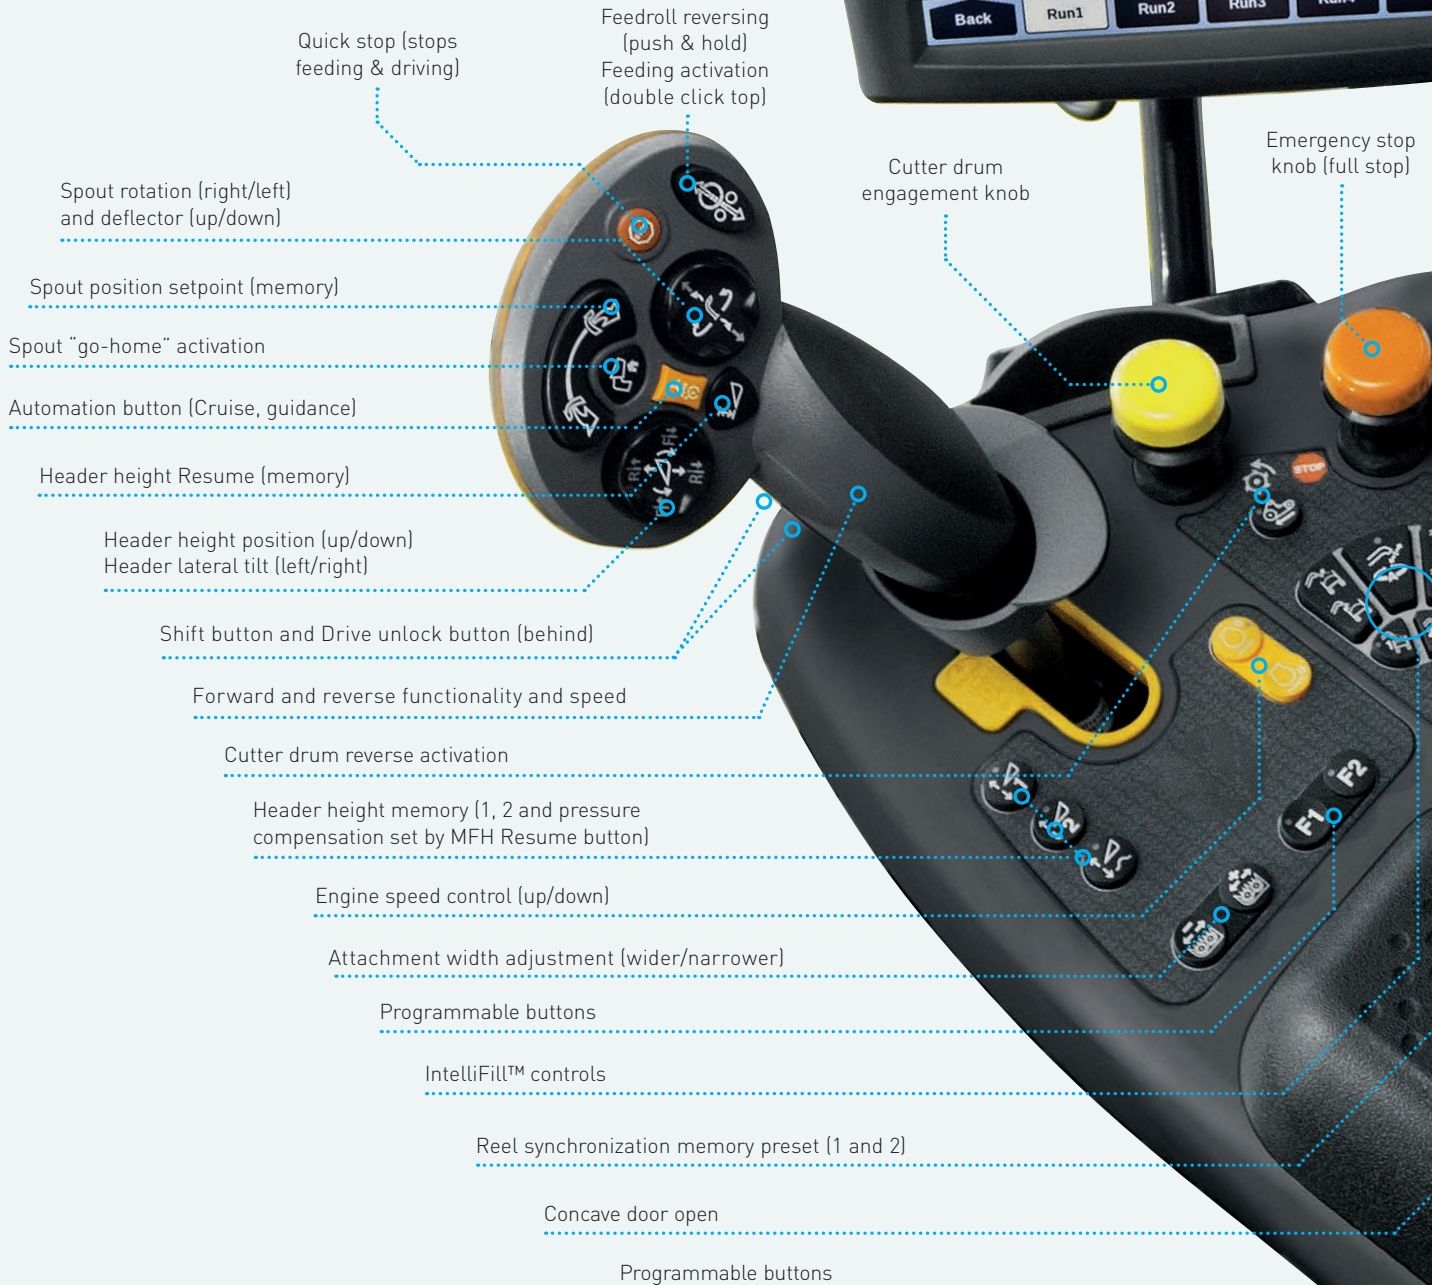 Back
Run1
Run2
Run3
Feedroll reversing
(push & hold)
Feeding activation
(double click top)
Quick stop (stops
feeding & driving)
Emergency stop
knob (full stop)
Cutter drum
engagement knob
Spout rotation (right/left)
and deflector (up/down)
Spout position setpoint (memory)
Spout “go-home” activation
Automation button (Cruise, guidance)
Header height Resume (memory)
Header height position (up/down)
Header lateral tilt (left/right)
STOP
Shift button and Drive unlock button (behind)
Forward and reverse functionality and speed
Cutter drum reverse activation
Header height memory (1, 2 and pressure
compensation set by MFH Resume button)
1
2
F1
F2
Engine speed control (up/down)
Attachment width adjustment (wider/narrower)
Programmable buttons
IntelliFill™ controls
Reel synchronization memory preset (1 and 2)
Concave door open
Programmable buttons